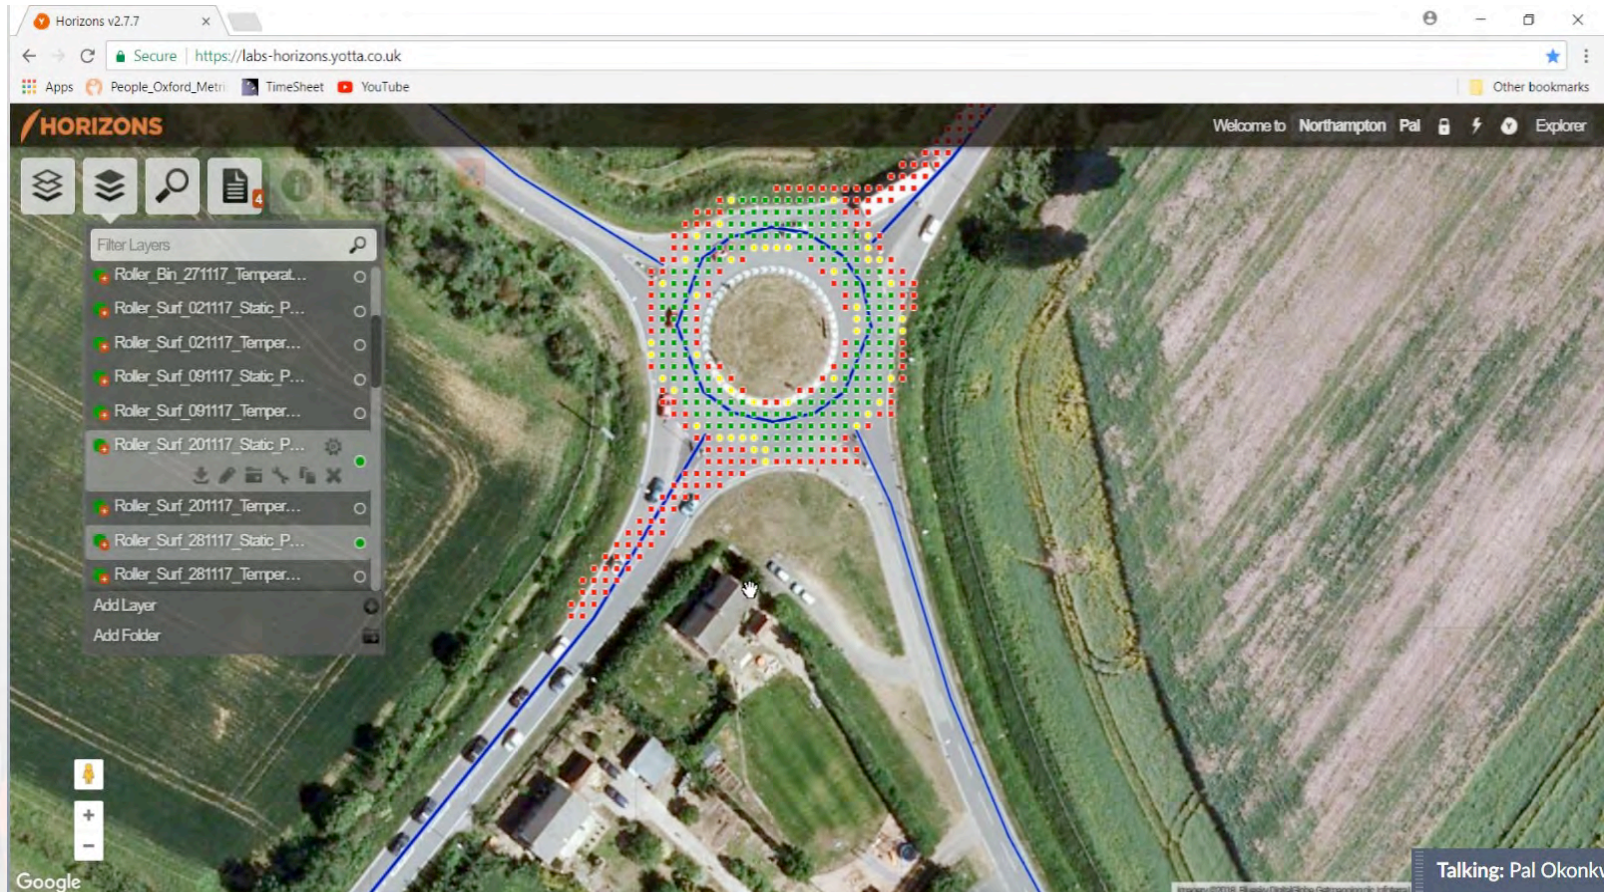 Horizons v2.7.7
Secure https://labs-horizons.yotta.co.uk
Apps People_Oxford_Metri TimeSheet YouTube Other bookmarks
HORIZONS
Welcome to Northampton Pal Explorer
4
Filter Layers
Roller_Bin_271117_Temperat...
Roller_Surf_021117_Static_P...
Roller_Surf_021117_Temper...
Roller_Surf_091117_Static_P...
Roller_Surf_091117_Temper...
Roller_Surf_201117_Static_P...
Roller_Surf_201117_Temper...
Roller_Surf_281117_Static_P...
Roller_Surf_281117_Temper...
Add Layer
Add Folder
Google
Talking: Pal Okonkw